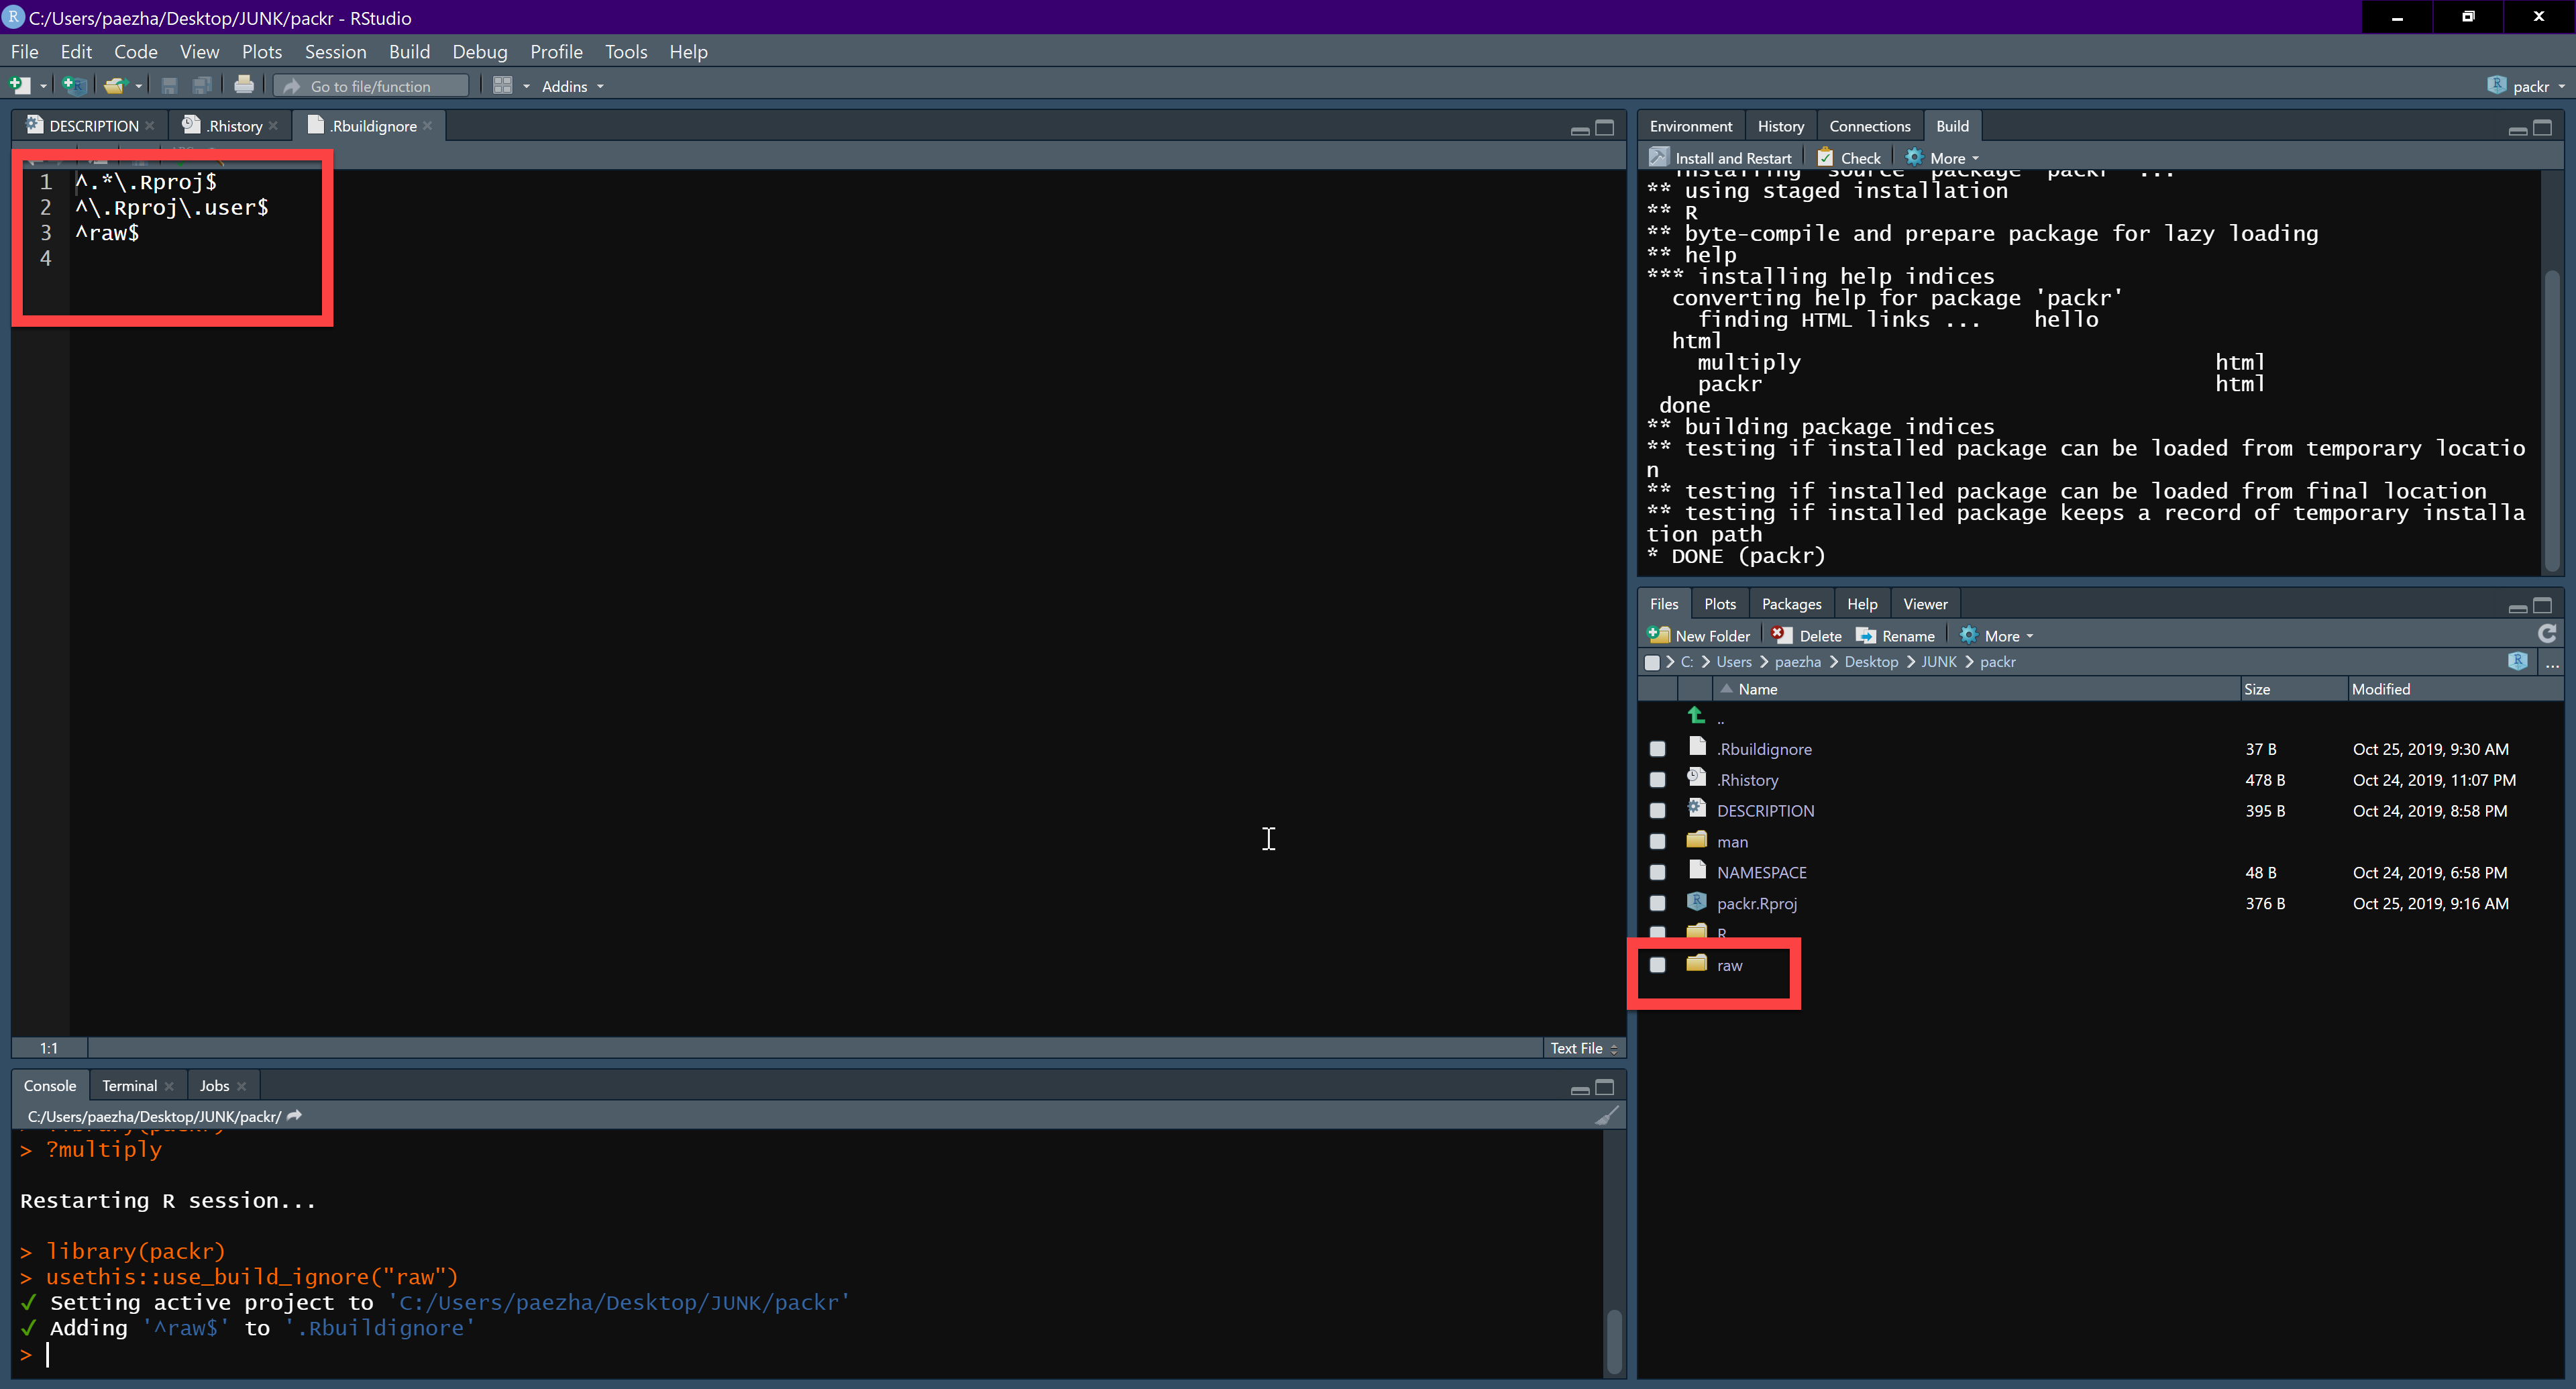 C:/Users/paezha/Desktop/JUNK/packr - RStudio
File Edit Code View Plots Session Build Debug Profile Tools Help
Go to file/function Addins packr
DESCRIPTION .Rhistory .Rbuildignore
1 ^.*\.Rproj$
2 ^\.Rproj\.user$
3 ^raw$
4
1:1 Text File
Console Terminal Jobs
C:/Users/paezha/Desktop/JUNK/packr/
> ?multiply
Restarting R session...
> library(packr)
> usethis::use_build_ignore("raw")
✓ Setting active project to 'C:/Users/paezha/Desktop/JUNK/packr'
✓ Adding '^raw$' to '.Rbuildignore'
>
Environment History Connections Build
Install and Restart Check More
installing *source* package 'packr' ...
** using staged installation
** R
** byte-compile and prepare package for lazy loading
** help
*** installing help indices
converting help for package 'packr'
finding HTML links ... hello
html
multiply html
packr html
done
** building package indices
** testing if installed package can be loaded from temporary locatio
n
** testing if installed package can be loaded from final location
** testing if installed package keeps a record of temporary installa
tion path
* DONE (packr)
Files Plots Packages Help Viewer
New Folder Delete Rename More
C: > Users > paezha > Desktop > JUNK > packr ...
Name Size Modified
..
.Rbuildignore 37 B Oct 25, 2019, 9:30 AM
.Rhistory 478 B Oct 24, 2019, 11:07 PM
DESCRIPTION 395 B Oct 24, 2019, 8:58 PM
man
NAMESPACE 48 B Oct 24, 2019, 6:58 PM
packr.Rproj 376 B Oct 25, 2019, 9:16 AM
R
raw